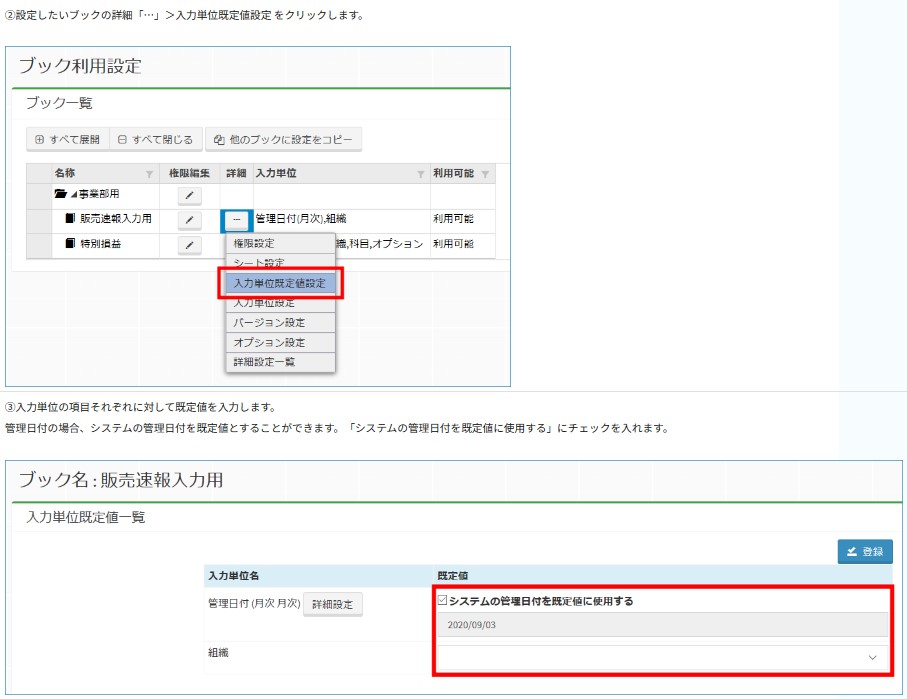 ②設定したいブックの詳細「…」＞入力単位既定値設定 をクリックします。
ブック利用設定
ブック一覧
すべて展開 すべて閉じる 他のブックに設定をコピー
名称 権限編集 詳細 入力単位 利用可能
事業部用
販売速報入力用 ... 管理日付(月次),組織 利用可能
特別損益 織,科目,オプション 利用可能
権限設定
シート設定
入力単位既定値設定
入力単位設定
バージョン設定
オプション設定
詳細設定一覧
③入力単位の項目それぞれに対して既定値を入力します。
管理日付の場合、システムの管理日付を既定値とすることができます。「システムの管理日付を既定値に使用する」にチェックを入れます。
ブック名 : 販売速報入力用
入力単位既定値一覧
登録
入力単位名 既定値
管理日付 (月次 月次) 詳細設定 システムの管理日付を既定値に使用する
2020/09/03
組織